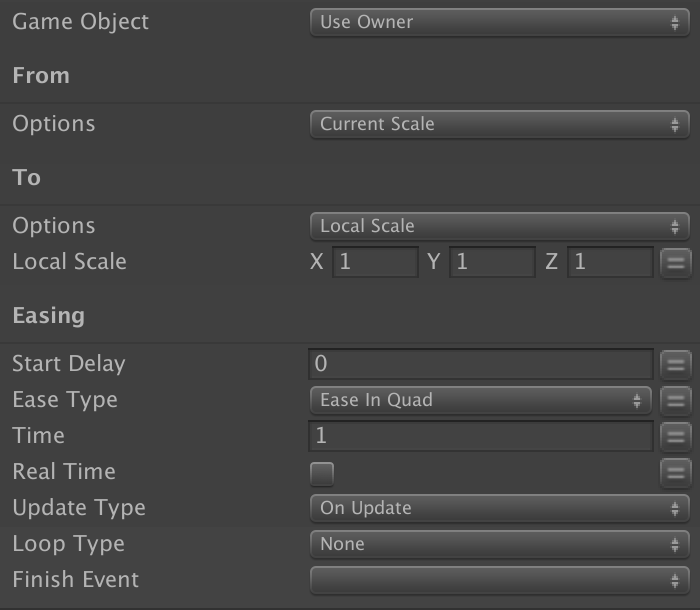 Game Object Use Owner
From
Options Current Scale
To
Options Local Scale
Local Scale X 1 Y 1 Z 1
Easing
Start Delay 0
Ease Type Ease In Quad
Time 1
Real Time
Update Type On Update
Loop Type None
Finish Event